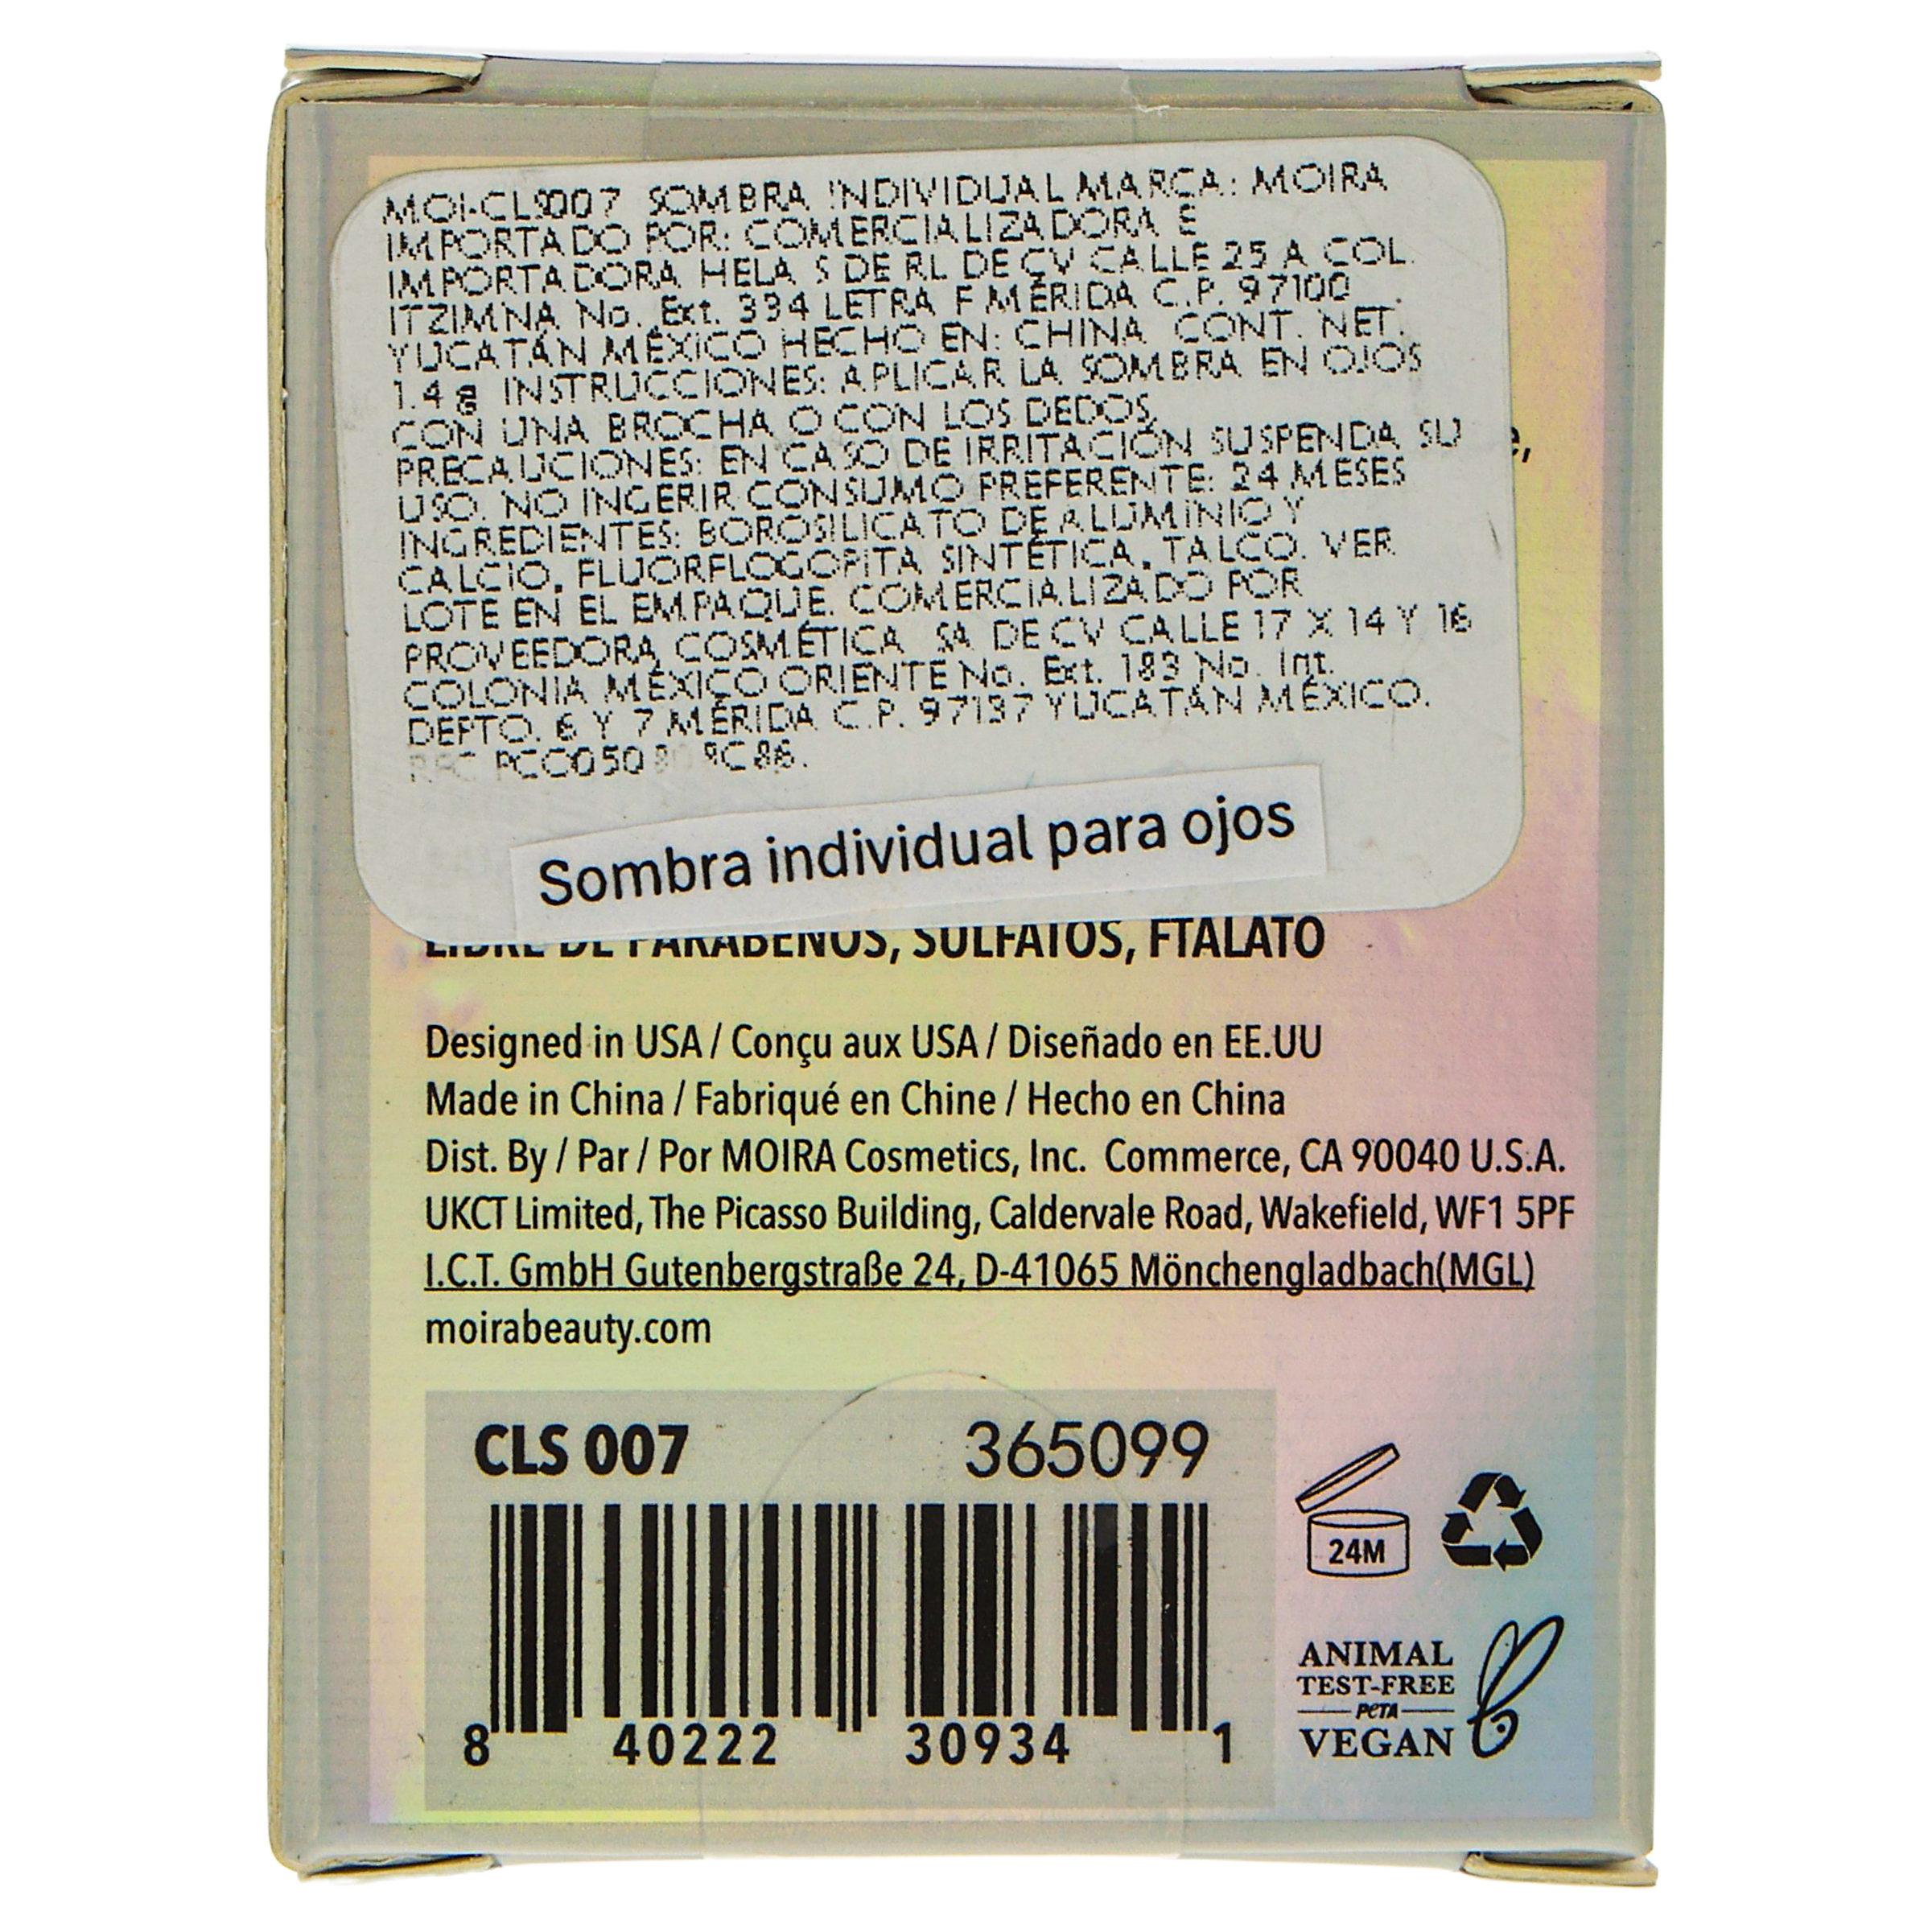 MOI-CLS007 SOMBRA INDIVIDUAL MARCA: MOIRA
IMPORTADO POR: COMERCIALIZADORA E
IMPORTADORA HELA S DE RL DE CV CALLE 25 A COL.
ITZIMNA No. Ext. 334 LETRA F MÉRIDA C.P. 97100
YUCATÁN MÉXICO HECHO EN: CHINA CONT. NET.
1.4 g INSTRUCCIONES: APLICAR LA SOMBRA EN OJOS
CON UNA BROCHA O CON LOS DEDOS.
PRECAUCIONES: EN CASO DE IRRITACIÓN SUSPENDA SU
USO. NO INGERIR CONSUMO PREFERENTE: 24 MESES
INGREDIENTES: BOROSILICATO DE ALUMINIO Y
CALCIO, FLUORFLOGOPITA SINTÉTICA, TALCO. VER
LOTE EN EL EMPAQUE. COMERCIALIZADO POR
PROVEEDORA COSMÉTICA SA DE CV CALLE 17 X 14 Y 16
COLONIA MÉXICO ORIENTE No. Ext. 183 No. Int.
DEPTO. 6 Y 7 MÉRIDA C.P. 97137 YUCATÁN MÉXICO.
Sombra individual para ojos
LIBRE DE PARABENOS, SULFATOS, FTALATO
Designed in USA / Conçu aux USA / Diseñado en EE.UU
Made in China / Fabriqué en Chine / Hecho en China
Dist. By / Par / Por MOIRA Cosmetics, Inc. Commerce, CA 90040 U.S.A.
UKCT Limited, The Picasso Building, Caldervale Road, Wakefield, WF1 5PF
I.C.T. GmbH Gutenbergstraße 24, D-41065 Mönchengladbach(MGL)
moirabeauty.com
CLS 007 365099
24M
8 40222 30934 1
ANIMAL
TEST-FREE
PETA
VEGAN